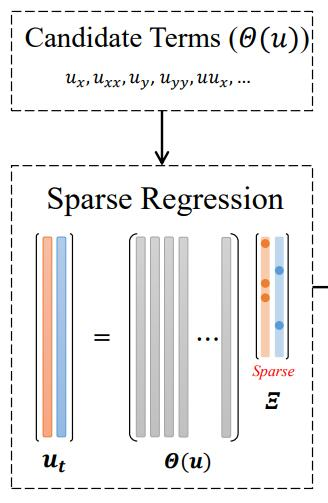 Candidate Terms (Θ(u))
u_x, u_xx, u_y, u_yy, uu_x, ...
Sparse Regression
= ...
Sparse
Ξ
u_t Θ(u)